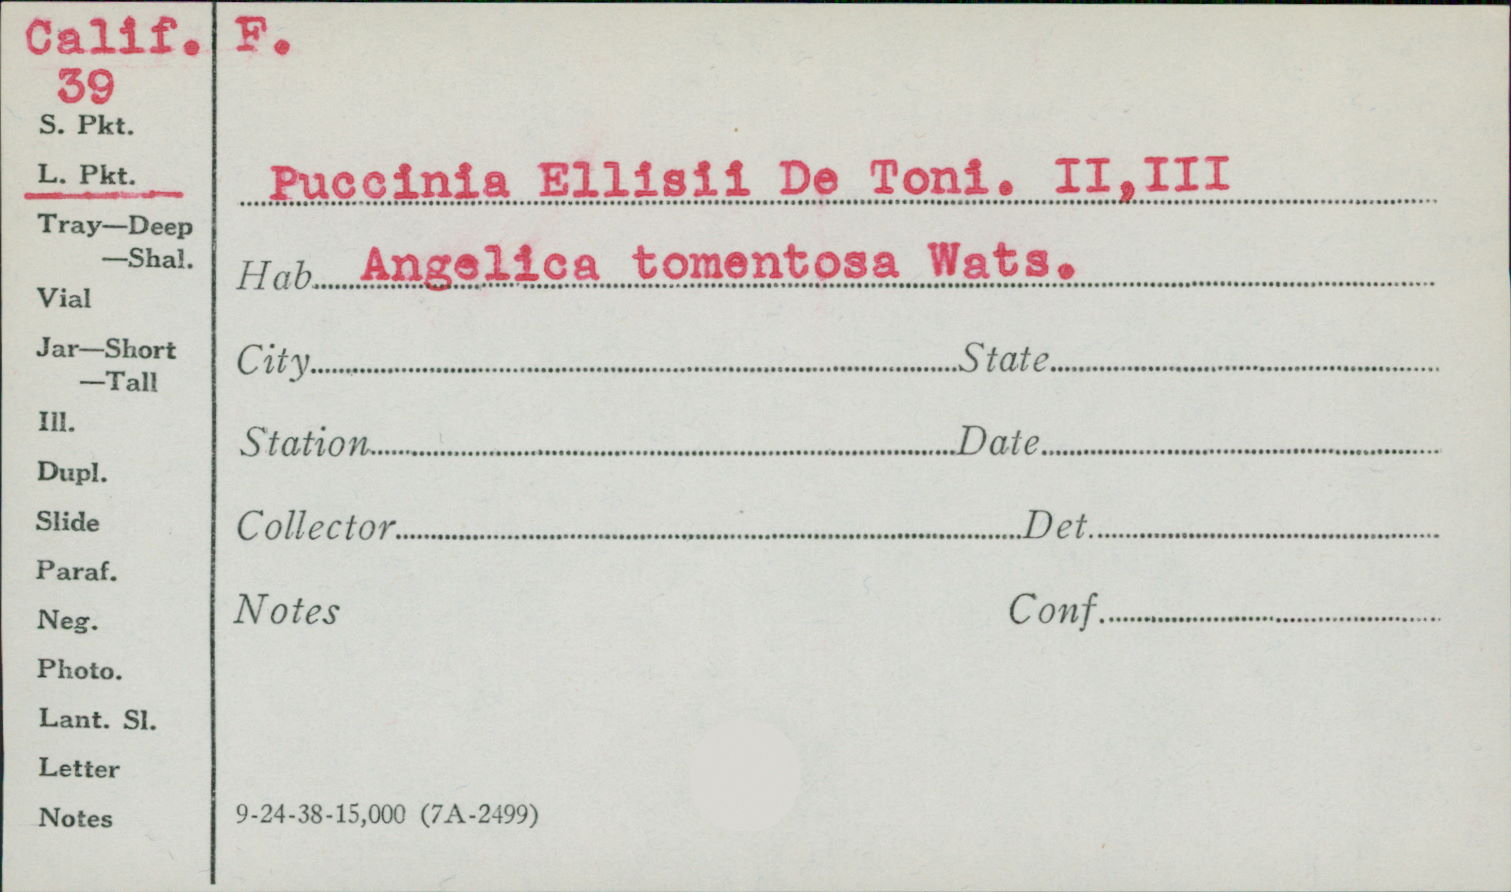 Calif. F.
39
S. Pkt.
L. Pkt.
Tray—Deep
—Shal.
Vial
Jar—Short
—Tall
Ill.
Dupl.
Slide
Paraf.
Neg.
Photo.
Lant. Sl.
Letter
Notes
Puccinia Ellisii De Toni. II,III
Hab. Angelica tomentosa Wats.
City State
Station Date
Collector Det.
Notes Conf.
9-24-38-15,000 (7A-2499)